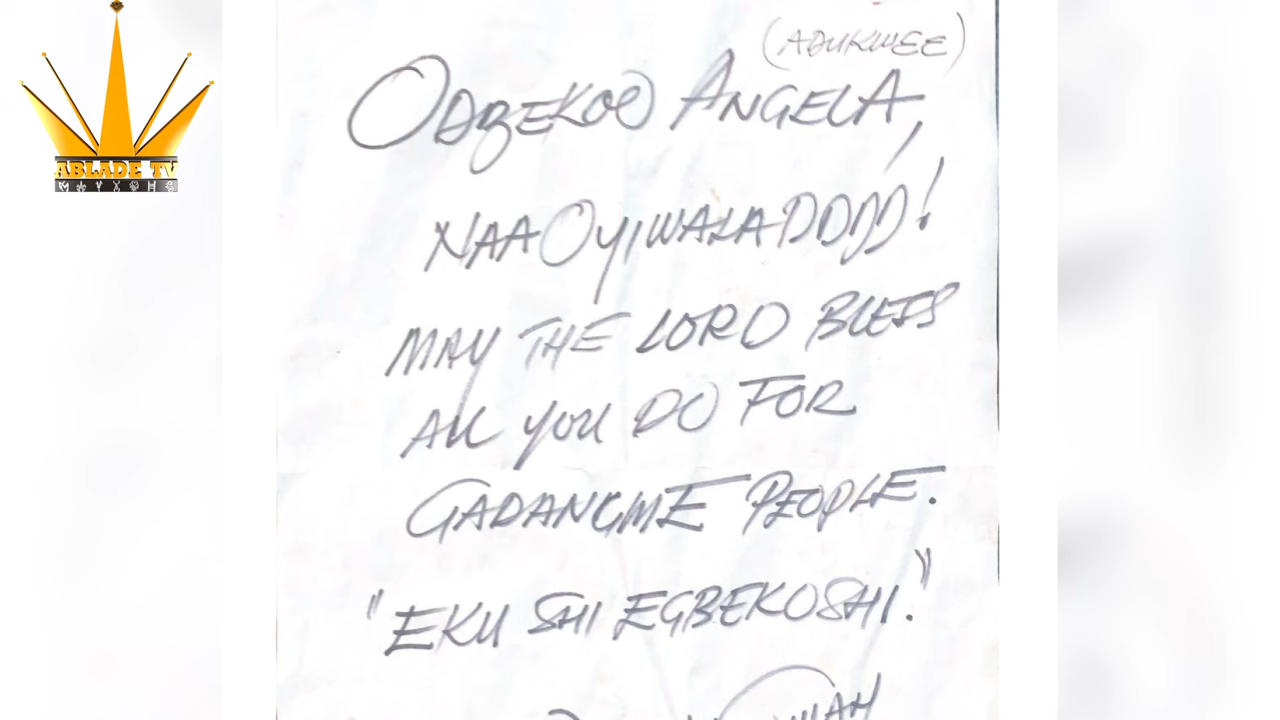 ABLADE TV
(ADUKWEE)
ODZEKOO ANGELA,
NAA OYIWALADDDD!
MAY THE LORD BLESS
ALL YOU DO FOR
GADANGME PEOPLE.
"EKU SHI EGBEKOSHI."